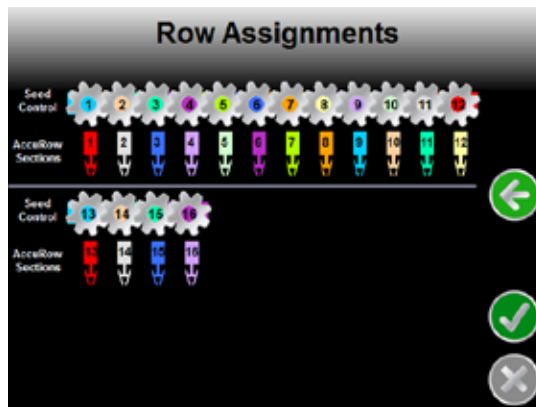 Row Assignments
Seed Control 1 2 3 4 5 6 7 8 9 10 11 12
AccuRow Sections 1 2 3 4 5 6 7 8 9 10 11 12
Seed Control 13 14 15 16
AccuRow Sections 13 14 15 16